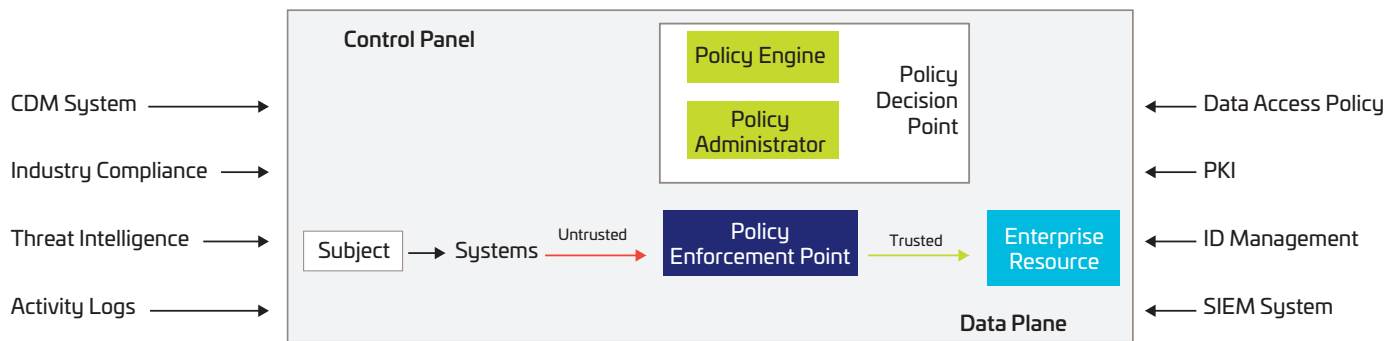 Control Panel
Policy Engine
Policy
Administrator
Policy
Decision
Point
CDM System
Industry Compliance
Threat Intelligence
Activity Logs
Subject
Systems
Untrusted
Policy
Enforcement Point
Trusted
Enterprise
Resource
Data Plane
Data Access Policy
PKI
ID Management
SIEM System